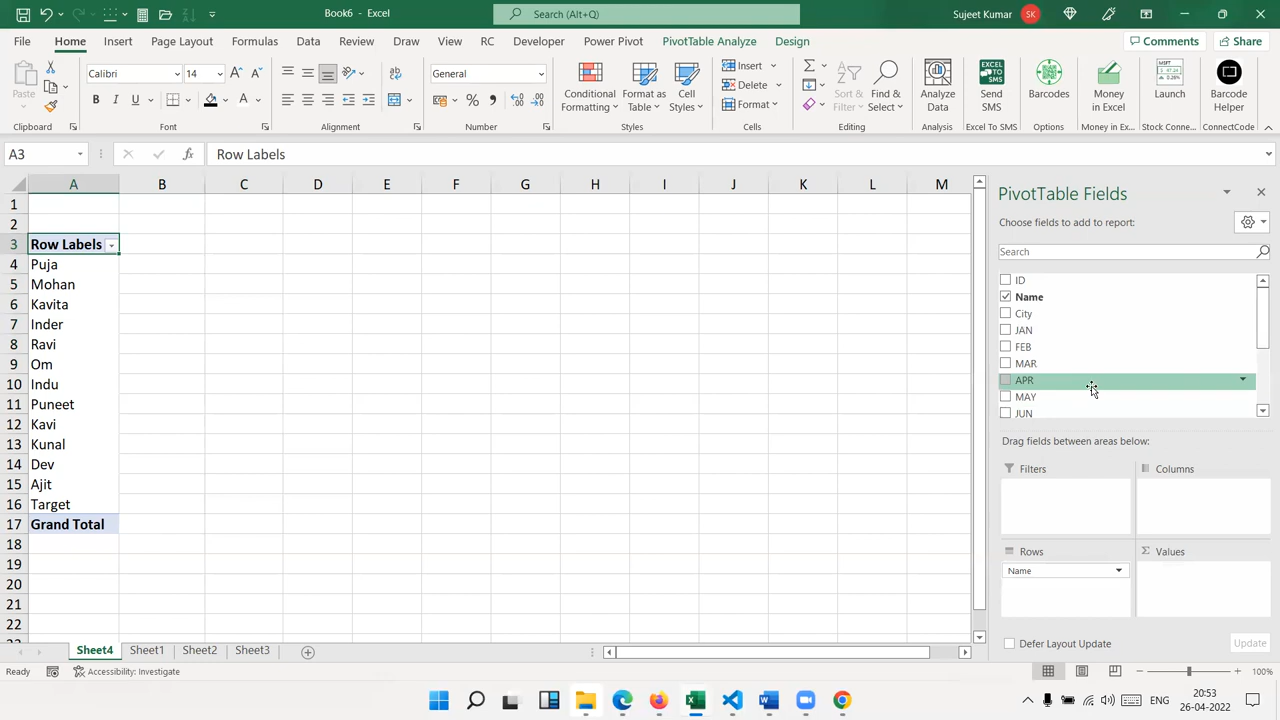 Book6 - Excel
Search (Alt+Q)
Sujeet Kumar
SK
File
Home
Insert
Page Layout
Formulas
Data
Review
Draw
View
RC
Developer
Power Pivot
PivotTable Analyze
Design
Comments
Share
Paste
Calibri
14
General
Conditional Formatting
Format as Table
Cell Styles
Insert
Delete
Format
Sort & Filter
Find & Select
Analyze Data
Send SMS
Barcodes
Money in Excel
Launch
Barcode Helper
Clipboard
Font
Alignment
Number
Styles
Cells
Editing
Analysis
Excel To SMS
Options
Money in Ex...
Stock Conne...
ConnectCode
A3
Row Labels
A B C D E F G H I J K L M
1
2
3 Row Labels
4 Puja
5 Mohan
6 Kavita
7 Inder
8 Ravi
9 Om
10 Indu
11 Puneet
12 Kavi
13 Kunal
14 Dev
15 Ajit
16 Target
17 Grand Total
18
19
20
21
22
PivotTable Fields
Choose fields to add to report:
Search
ID
Name
City
JAN
FEB
MAR
APR
MAY
JUN
Drag fields between areas below:
Filters
Columns
Rows
Values
Name
Defer Layout Update
Update
Sheet4
Sheet1
Sheet2
Sheet3
Ready
Accessibility: Investigate
100%
ENG
20:53
26-04-2022